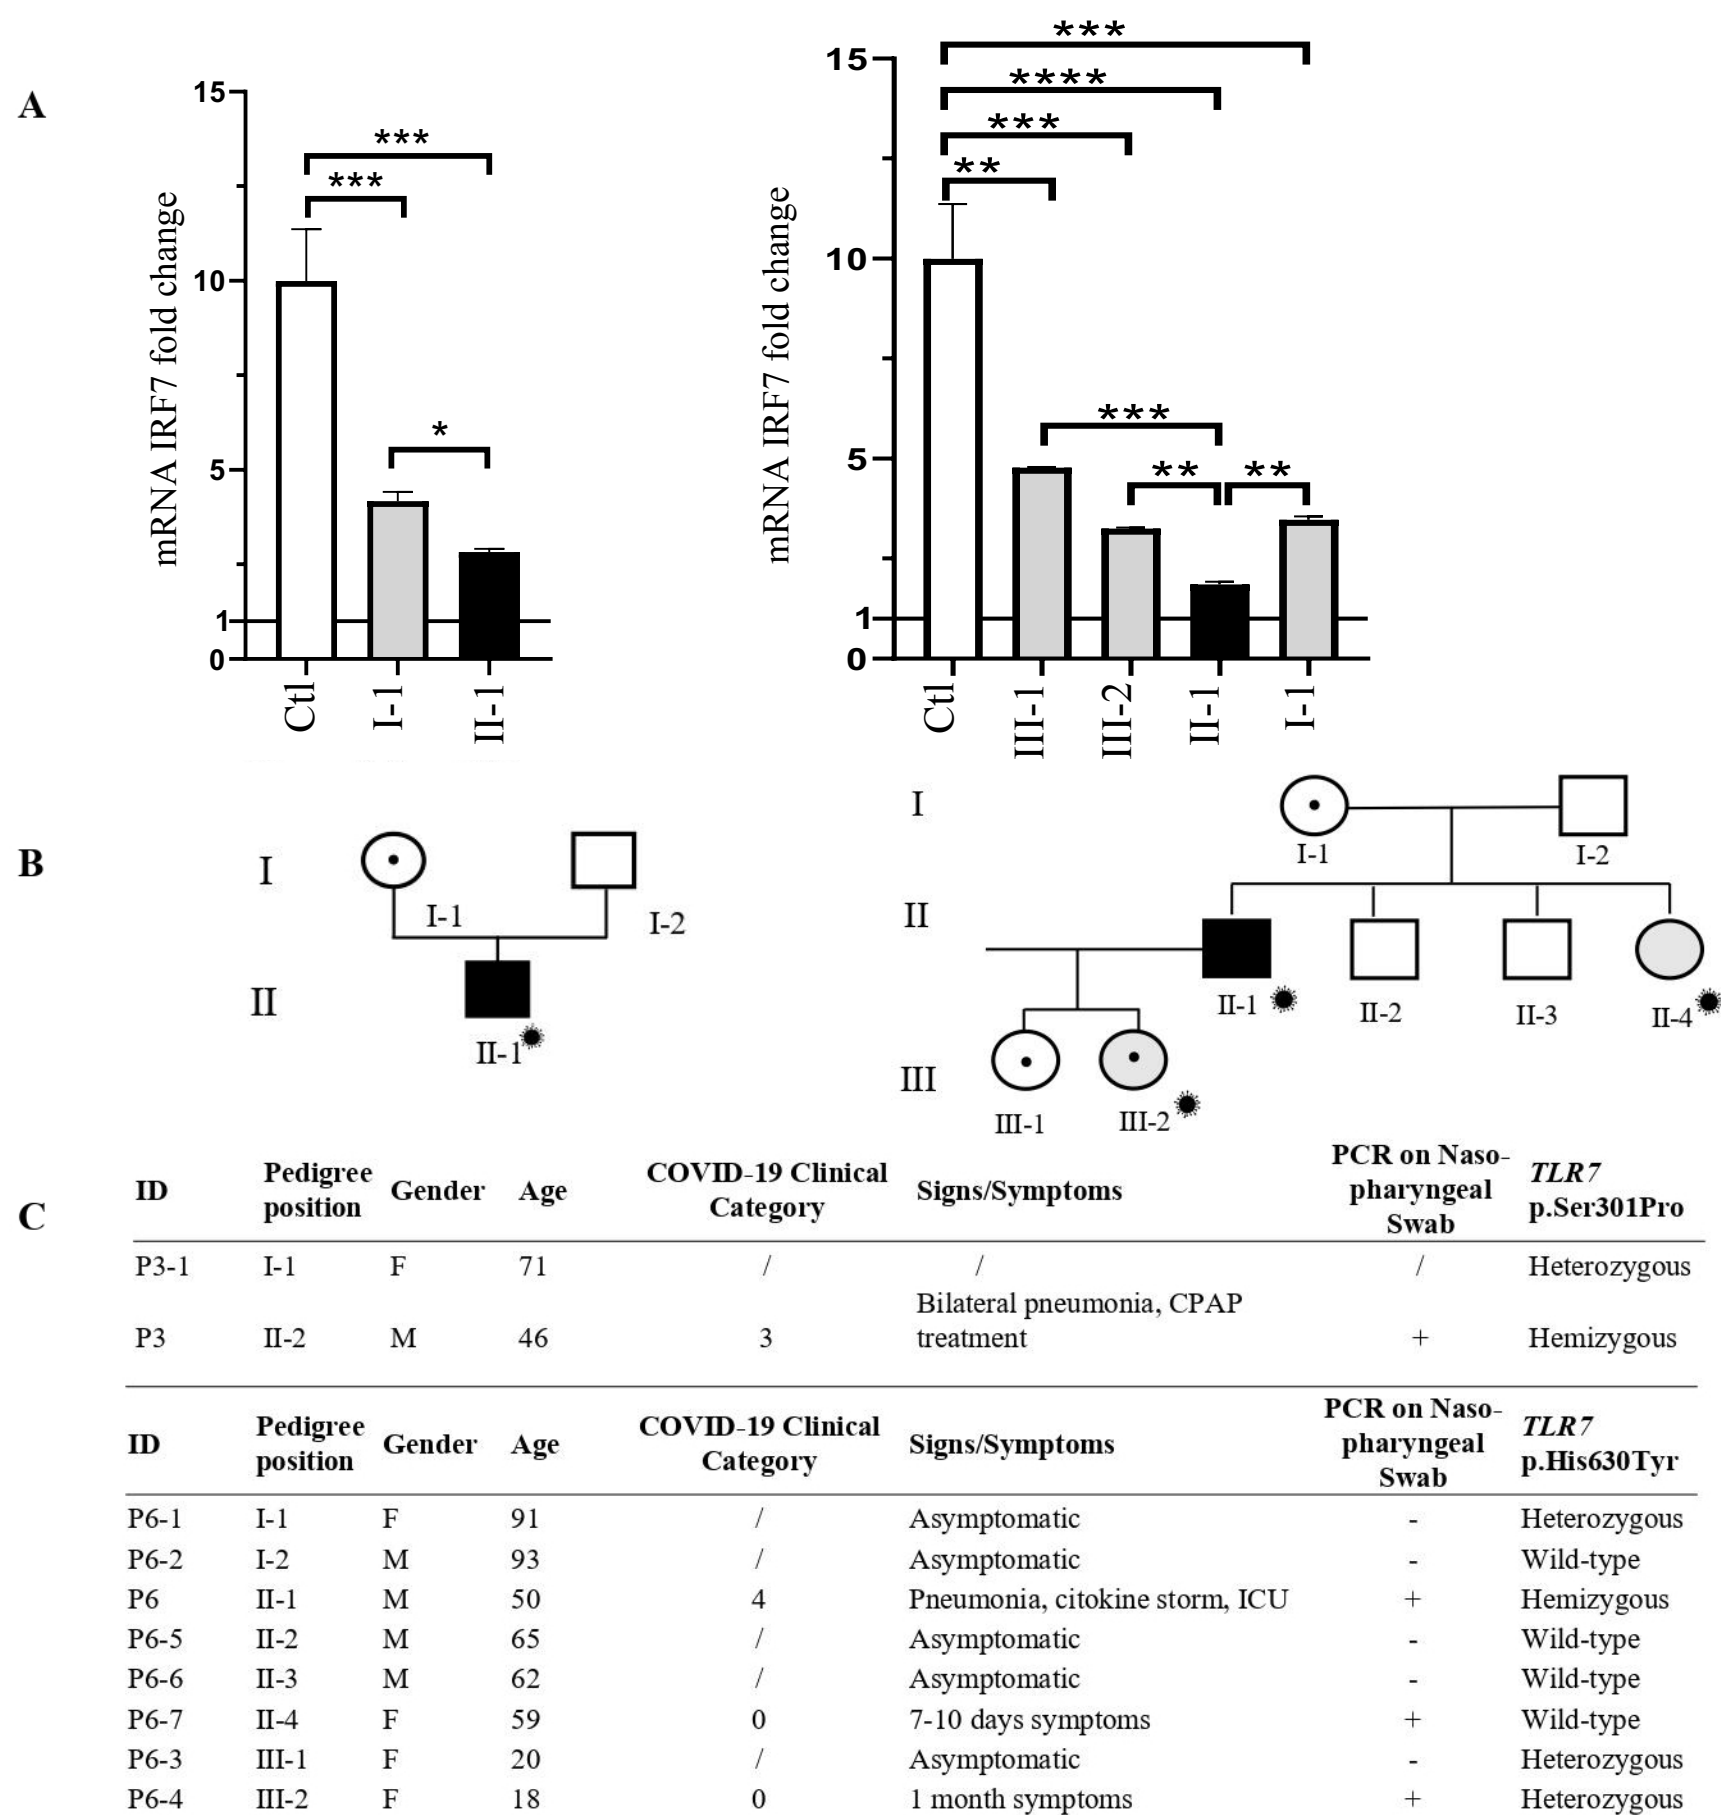 A
15
10
5
1
0
mRNA IRF7 fold change
***
***
*
Ctl
I-1
II-1
15
10
5
1
0
mRNA IRF7 fold change
***
****
***
**
***
**
**
Ctl
III-1
III-2
II-1
I-1
B
I
I-1
I-2
II
II-1
I
I-1
I-2
II
II-1
II-2
II-3
II-4
III
III-1
III-2
C
ID Pedigree position Gender Age COVID-19 Clinical Category Signs/Symptoms PCR on Naso-pharyngeal Swab TLR7 p.Ser301Pro
P3-1 I-1 F 71 / / / Heterozygous
P3 II-2 M 46 3 Bilateral pneumonia, CPAP treatment + Hemizygous
ID Pedigree position Gender Age COVID-19 Clinical Category Signs/Symptoms PCR on Naso-pharyngeal Swab TLR7 p.His630Tyr
P6-1 I-1 F 91 / Asymptomatic - Heterozygous
P6-2 I-2 M 93 / Asymptomatic - Wild-type
P6 II-1 M 50 4 Pneumonia, citokine storm, ICU + Hemizygous
P6-5 II-2 M 65 / Asymptomatic - Wild-type
P6-6 II-3 M 62 / Asymptomatic - Wild-type
P6-7 II-4 F 59 0 7-10 days symptoms + Wild-type
P6-3 III-1 F 20 / Asymptomatic - Heterozygous
P6-4 III-2 F 18 0 1 month symptoms + Heterozygous